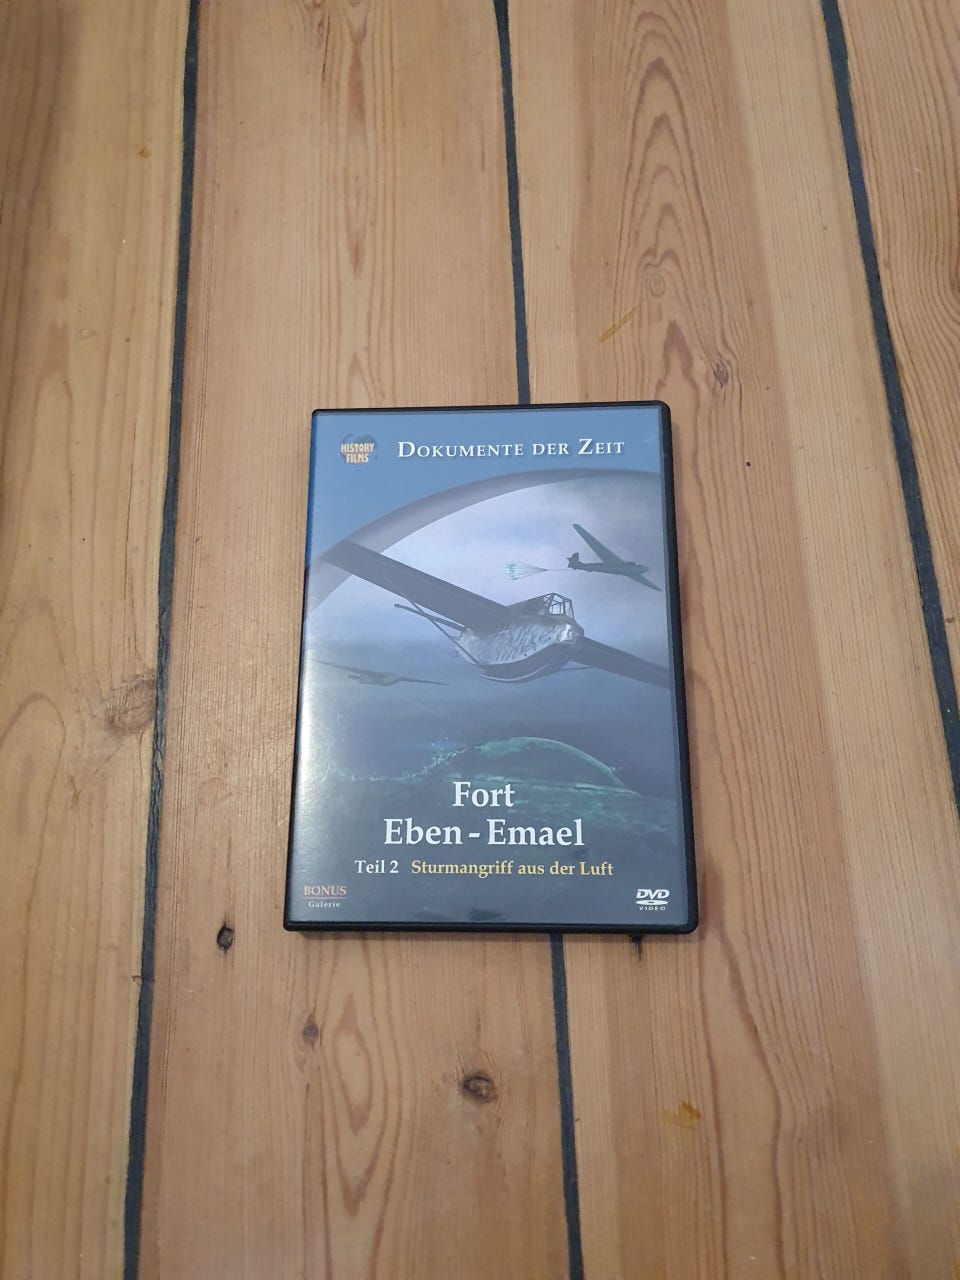 HISTORY
FILMS
DOKUMENTE DER ZEIT
Fort
Eben-Emael
Teil 2 Sturmangriff aus der Luft
BONUS
Galerie
DVD
VIDEO